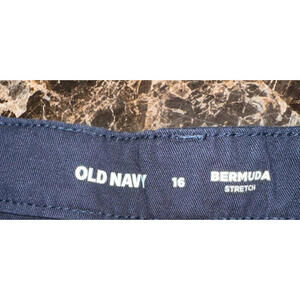 OLD NAVY 16 BERMUDA
STRETCH